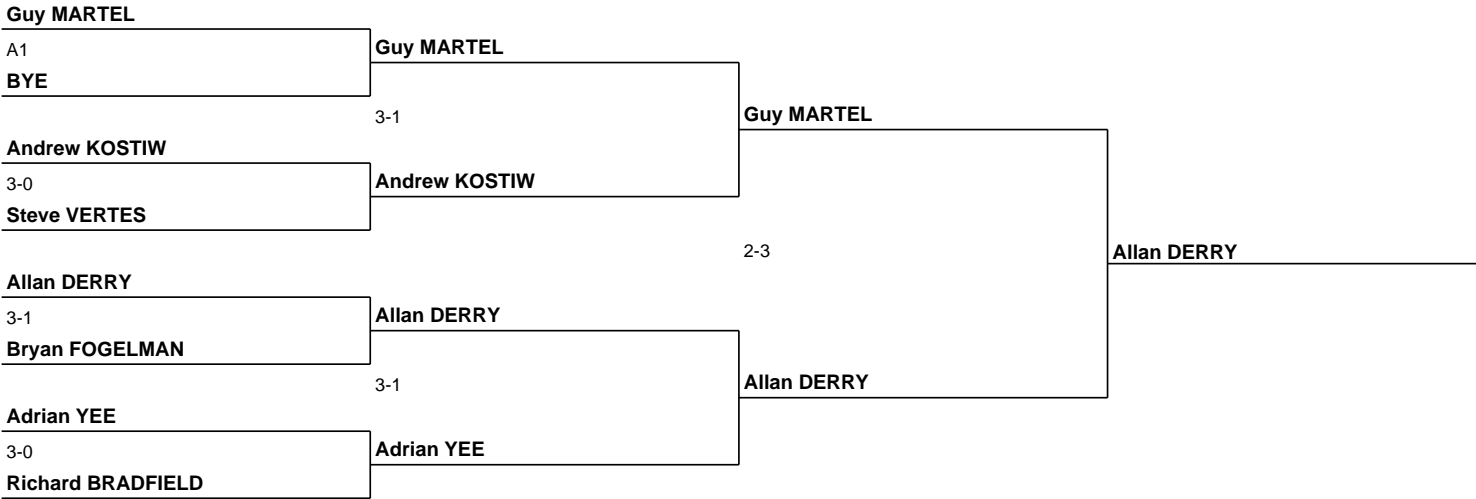 Guy MARTEL
A1
BYE
Guy MARTEL
3-1
Guy MARTEL
Andrew KOSTIW
3-0
Steve VERTES
Andrew KOSTIW
2-3
Allan DERRY
Allan DERRY
3-1
Bryan FOGELMAN
Allan DERRY
3-1
Allan DERRY
Adrian YEE
3-0
Richard BRADFIELD
Adrian YEE